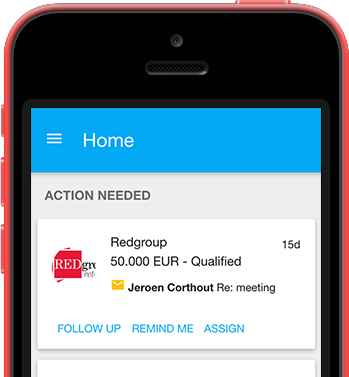 Home
ACTION NEEDED
Redgroup 15d
50.000 EUR - Qualified
RED
Jeroen Corthout Re: meeting
FOLLOW UP REMIND ME ASSIGN